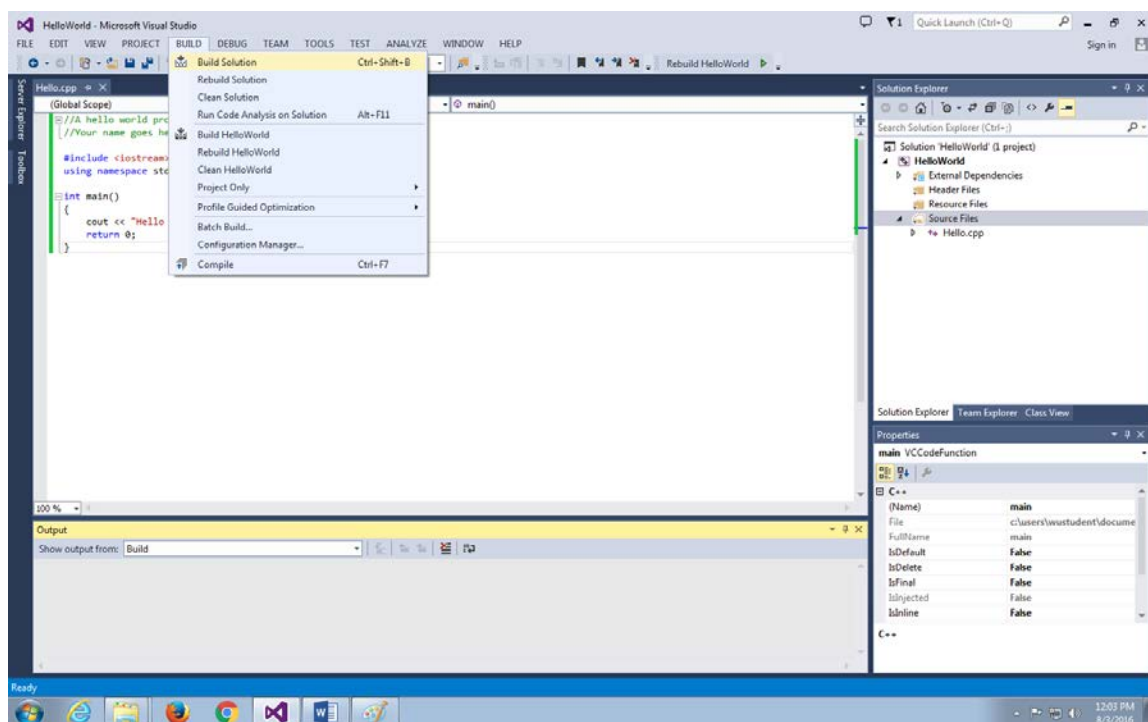 HelloWorld - Microsoft Visual Studio
1
Quick Launch (Ctrl+Q)
FILE EDIT VIEW PROJECT BUILD DEBUG TEAM TOOLS TEST ANALYZE WINDOW HELP
Sign in
Rebuild HelloWorld
Server Explorer
Toolbox
Hello.cpp
(Global Scope)
main()
//A hello world
//Your name goes
#include <iostream>
using namespace
int main()
{
cout << "Hello
return 0;
}
Build Solution Ctrl+Shift+B
Rebuild Solution
Clean Solution
Run Code Analysis on Solution Alt+F11
Build HelloWorld
Rebuild HelloWorld
Clean HelloWorld
Project Only
Profile Guided Optimization
Batch Build...
Configuration Manager...
Compile Ctrl+F7
100 %
Output
Show output from: Build
Solution Explorer
Search Solution Explorer (Ctrl+;)
Solution 'HelloWorld' (1 project)
HelloWorld
External Dependencies
Header Files
Resource Files
Source Files
Hello.cpp
Solution Explorer Team Explorer Class View
Properties
main VCCodeFunction
C++
(Name) main
File c:\users\wustudent\docume
FullName main
IsDefault False
IsDelete False
IsFinal False
IsInjected False
IsInline False
C++
Ready
12:03 PM
8/3/2016